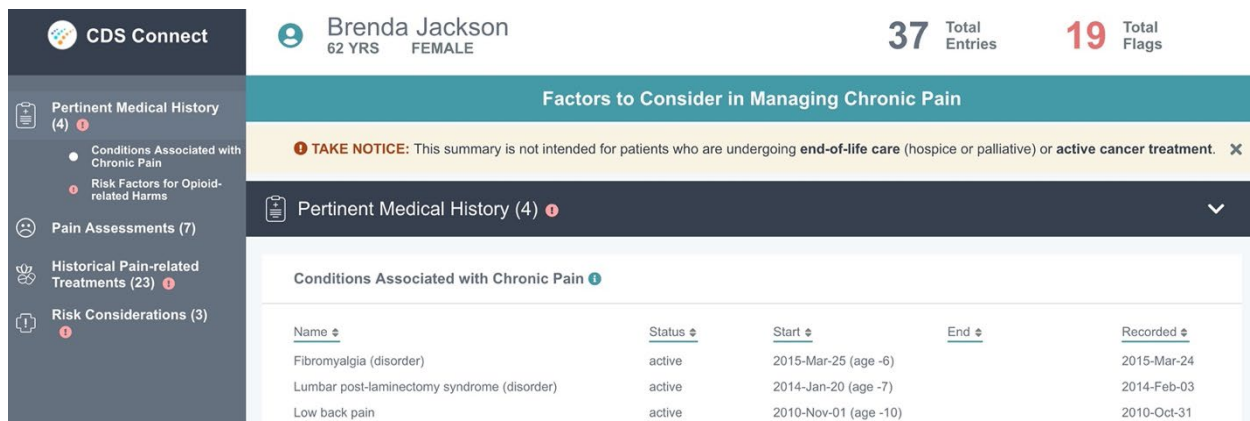 CDS Connect
Brenda Jackson
62 YRS FEMALE
37 Total Entries
19 Total Flags
Pertinent Medical History
(4)
Conditions Associated with
Chronic Pain
Risk Factors for Opioid-
related Harms
Pain Assessments (7)
Historical Pain-related
Treatments (23)
Risk Considerations (3)
Factors to Consider in Managing Chronic Pain
TAKE NOTICE: This summary is not intended for patients who are undergoing end-of-life care (hospice or palliative) or active cancer treatment.
Pertinent Medical History (4)
Conditions Associated with Chronic Pain
Name Status Start End Recorded
Fibromyalgia (disorder) active 2015-Mar-25 (age -6) 2015-Mar-24
Lumbar post-laminectomy syndrome (disorder) active 2014-Jan-20 (age -7) 2014-Feb-03
Low back pain active 2010-Nov-01 (age -10) 2010-Oct-31